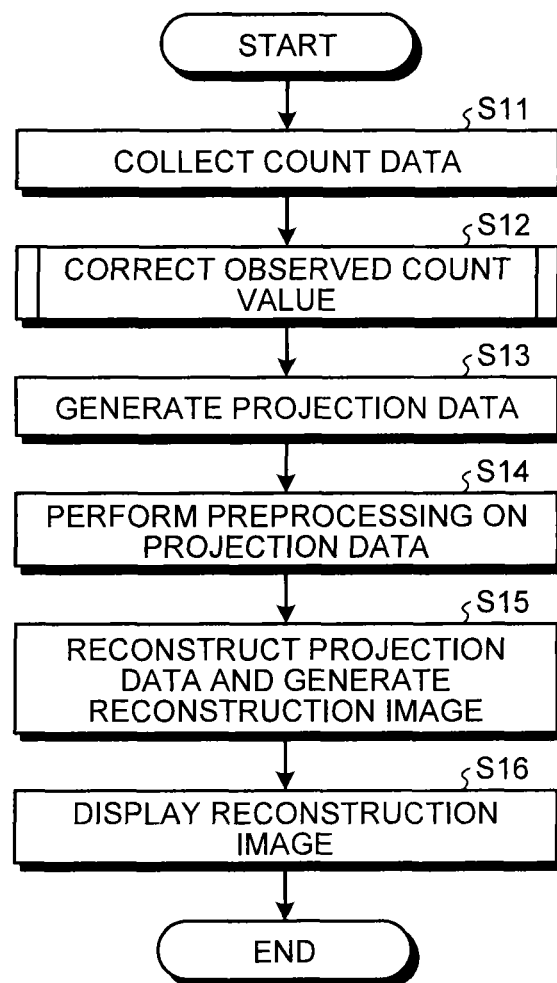 START
S11
COLLECT COUNT DATA
S12
CORRECT OBSERVED COUNT
VALUE
S13
GENERATE PROJECTION DATA
S14
PERFORM PREPROCESSING ON
PROJECTION DATA
S15
RECONSTRUCT PROJECTION
DATA AND GENERATE
RECONSTRUCTION IMAGE
S16
DISPLAY RECONSTRUCTION
IMAGE
END